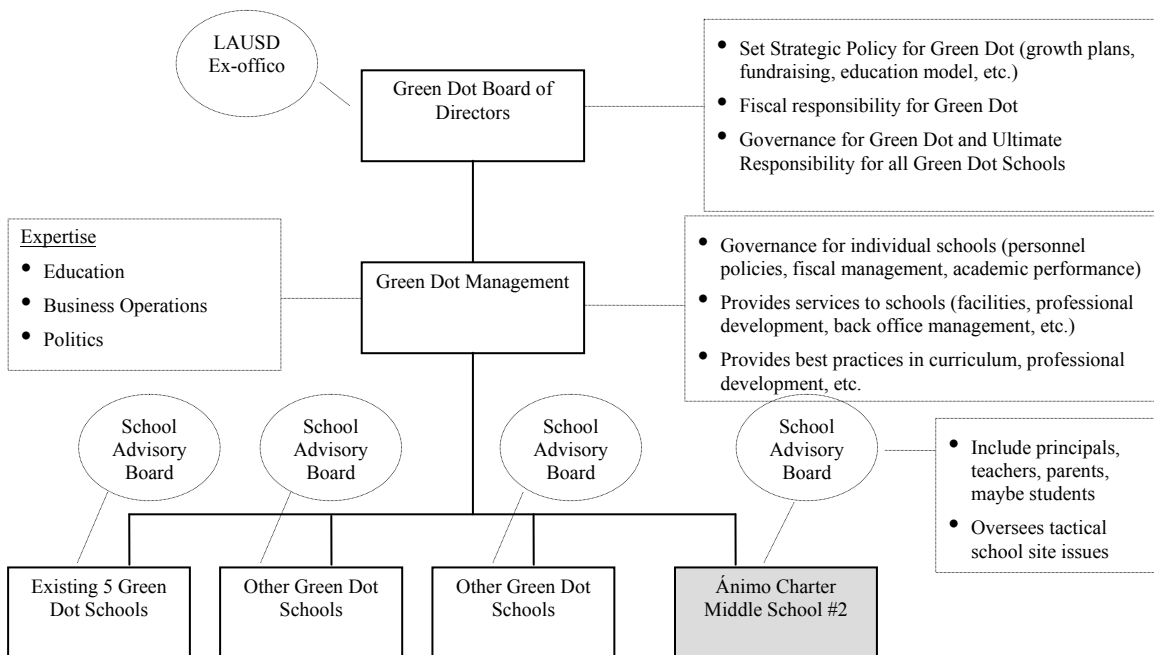 LAUSD
Ex-offico
Green Dot Board of
Directors
• Set Strategic Policy for Green Dot (growth plans,
fundraising, education model, etc.)
• Fiscal responsibility for Green Dot
• Governance for Green Dot and Ultimate
Responsibility for all Green Dot Schools
Expertise
• Education
• Business Operations
• Politics
Green Dot Management
• Governance for individual schools (personnel
policies, fiscal management, academic performance)
• Provides services to schools (facilities, professional
development, back office management, etc.)
• Provides best practices in curriculum, professional
development, etc.
School
Advisory
Board
School
Advisory
Board
School
Advisory
Board
School
Advisory
Board
• Include principals,
teachers, parents,
maybe students
• Oversees tactical
school site issues
Existing 5 Green
Dot Schools
Other Green Dot
Schools
Other Green Dot
Schools
Ánimo Charter
Middle School #2